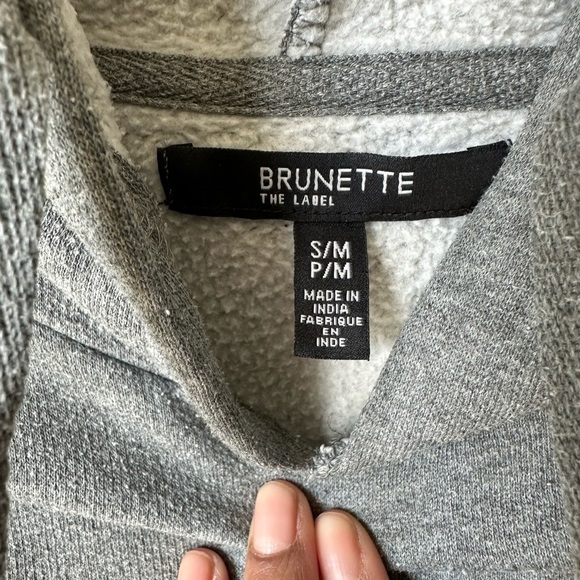 BRUNETTE
THE LABEL
S/M
P/M
MADE IN
INDIA
FABRIQUE
EN
INDE